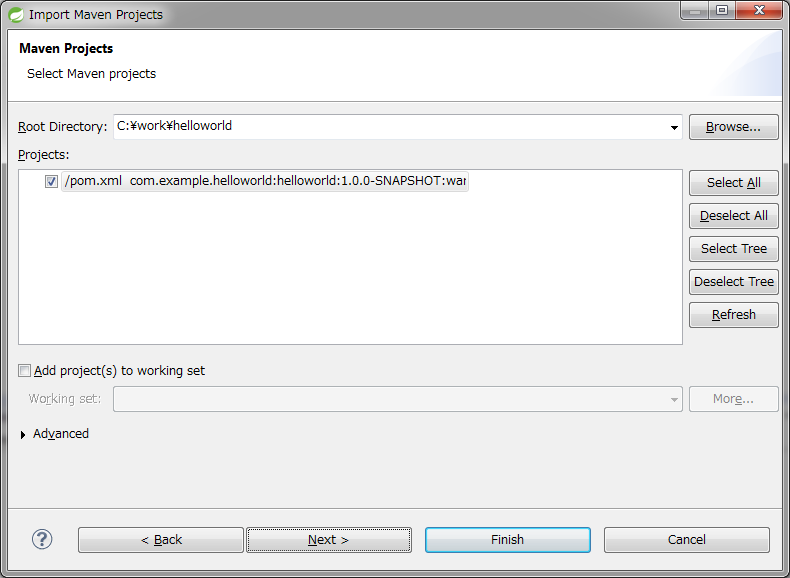 Import Maven Projects
Maven Projects
Select Maven projects
Root Directory: C:¥work¥helloworld Browse...
Projects:
/pom.xml com.example.helloworld:helloworld:1.0.0-SNAPSHOT:war
Select All
Deselect All
Select Tree
Deselect Tree
Refresh
Add project(s) to working set
Working set: More...
Advanced
? < Back Next > Finish Cancel